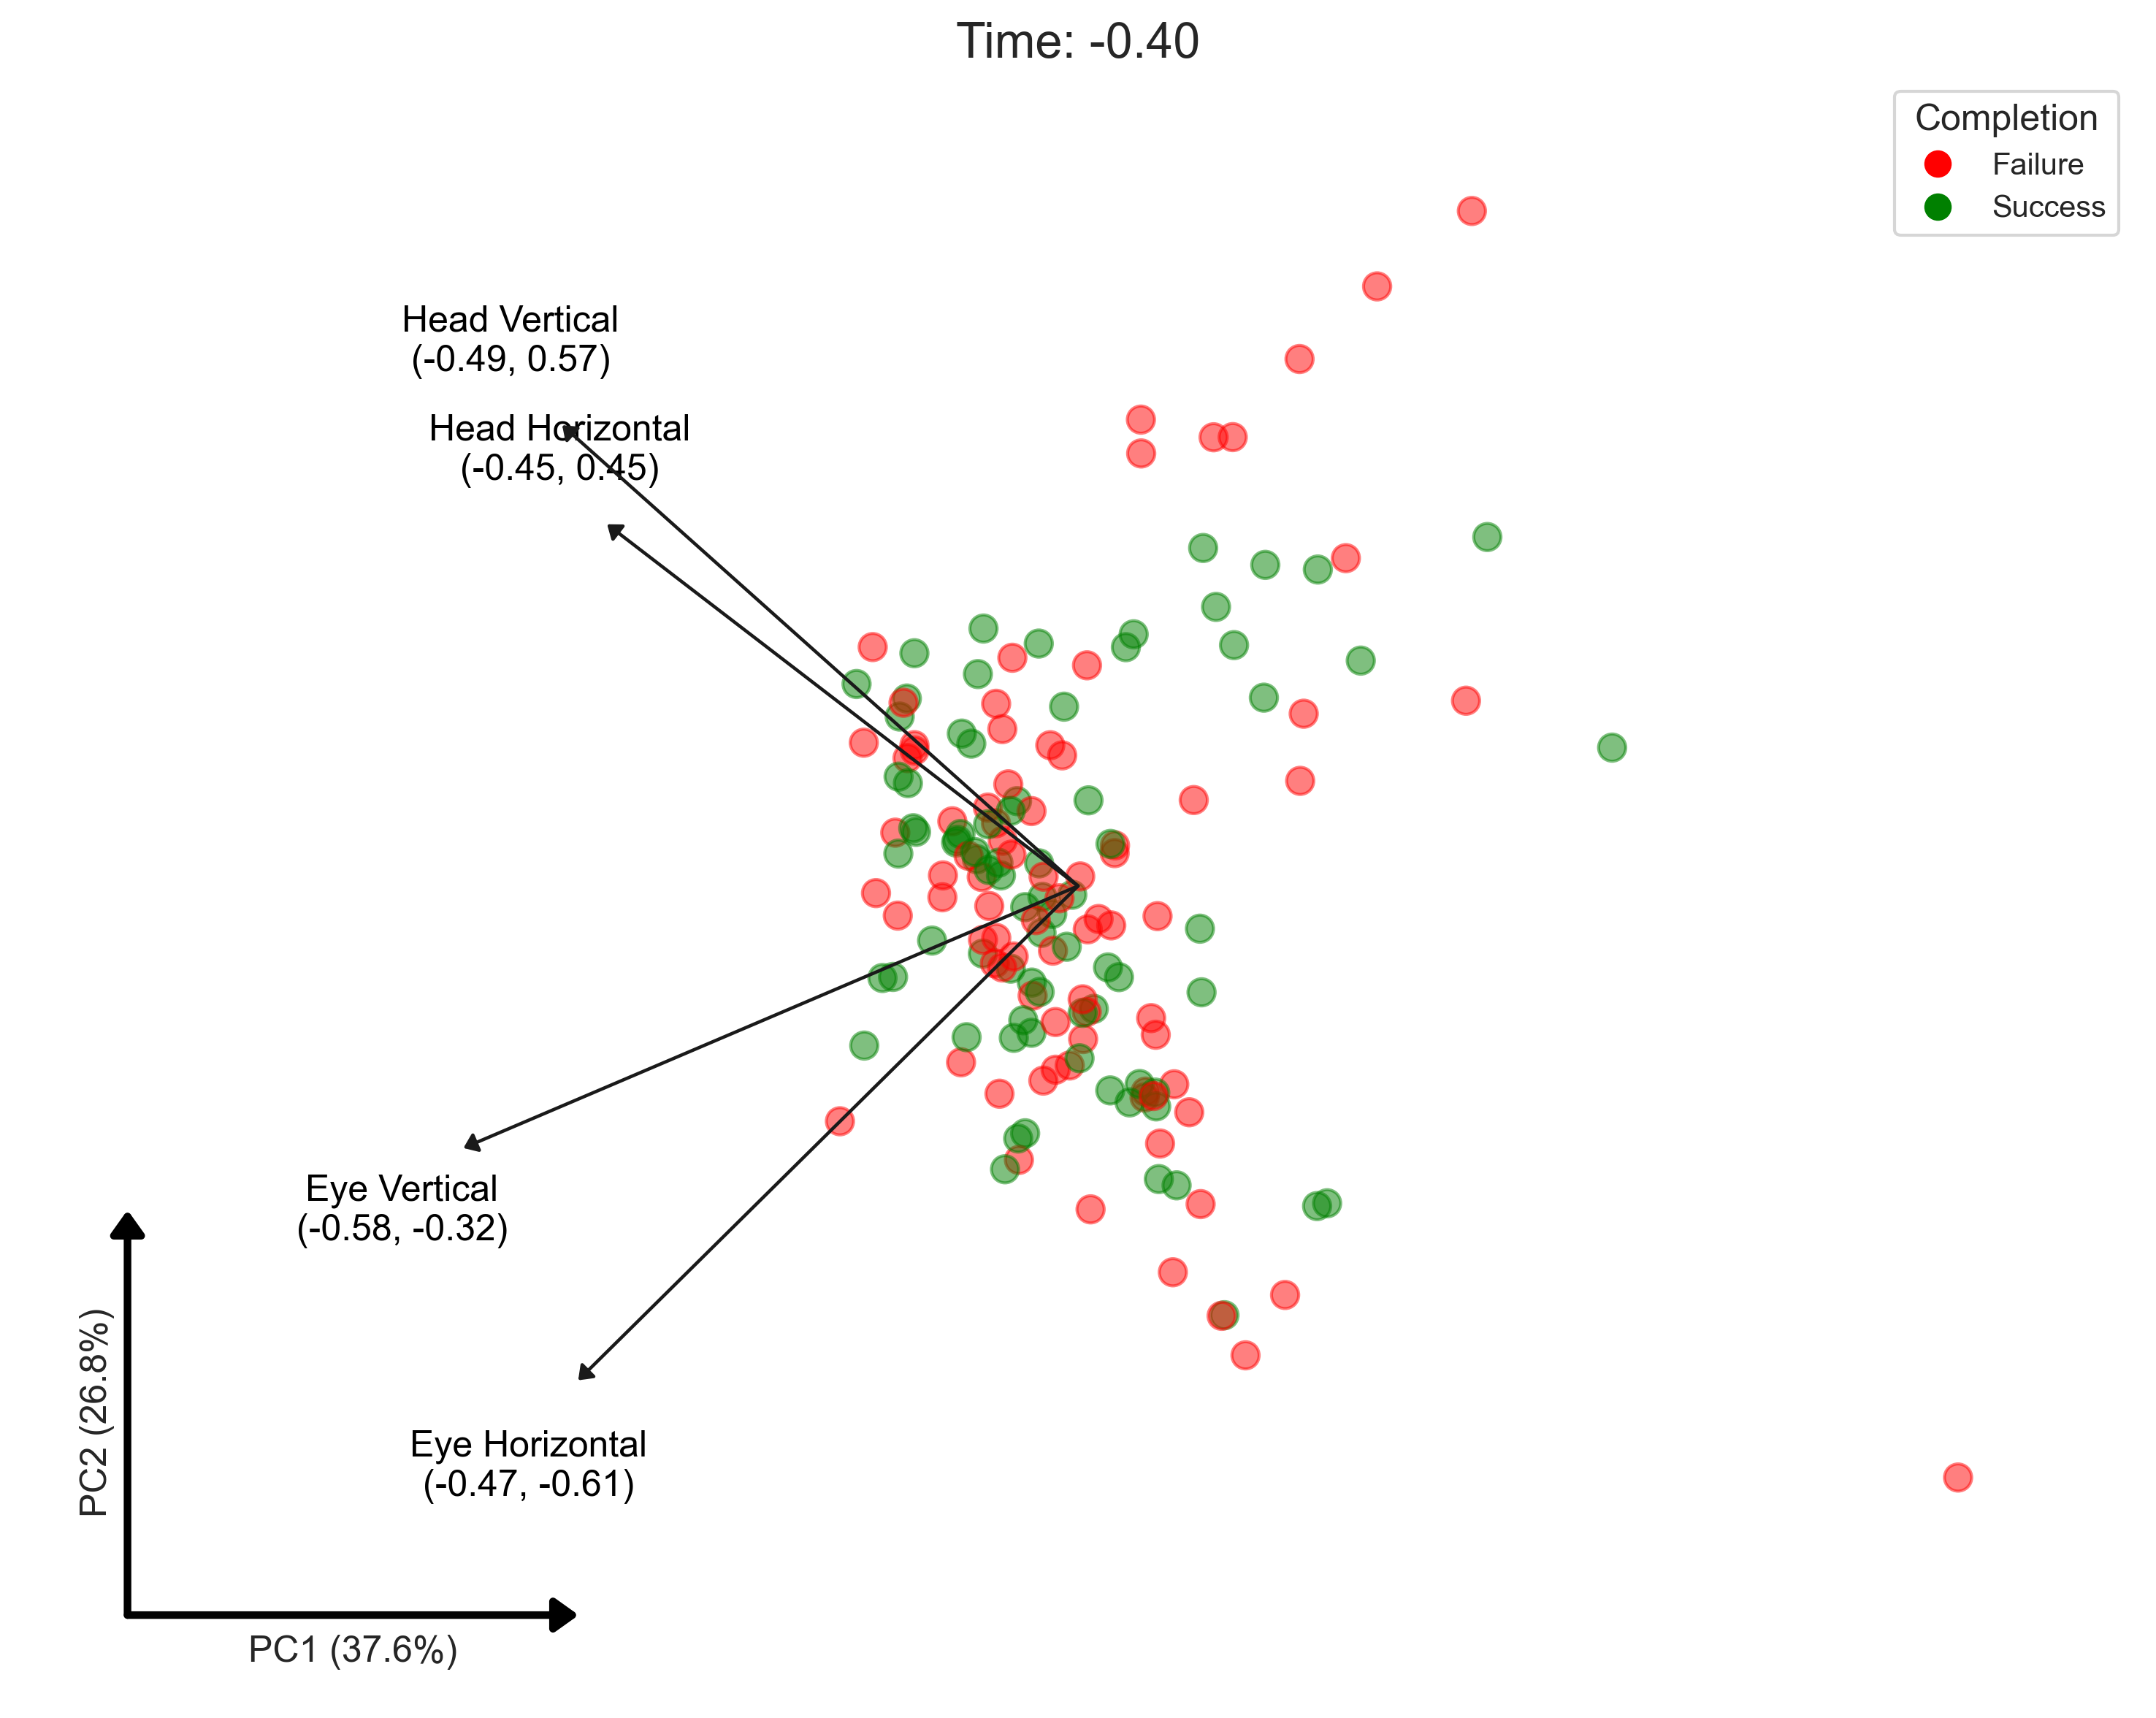 Time: -0.40
Completion
Failure
Success
Head Vertical
(-0.49, 0.57)
Head Horizontal
(-0.45, 0.45)
Eye Vertical
(-0.58, -0.32)
Eye Horizontal
(-0.47, -0.61)
PC2 (26.8%)
PC1 (37.6%)